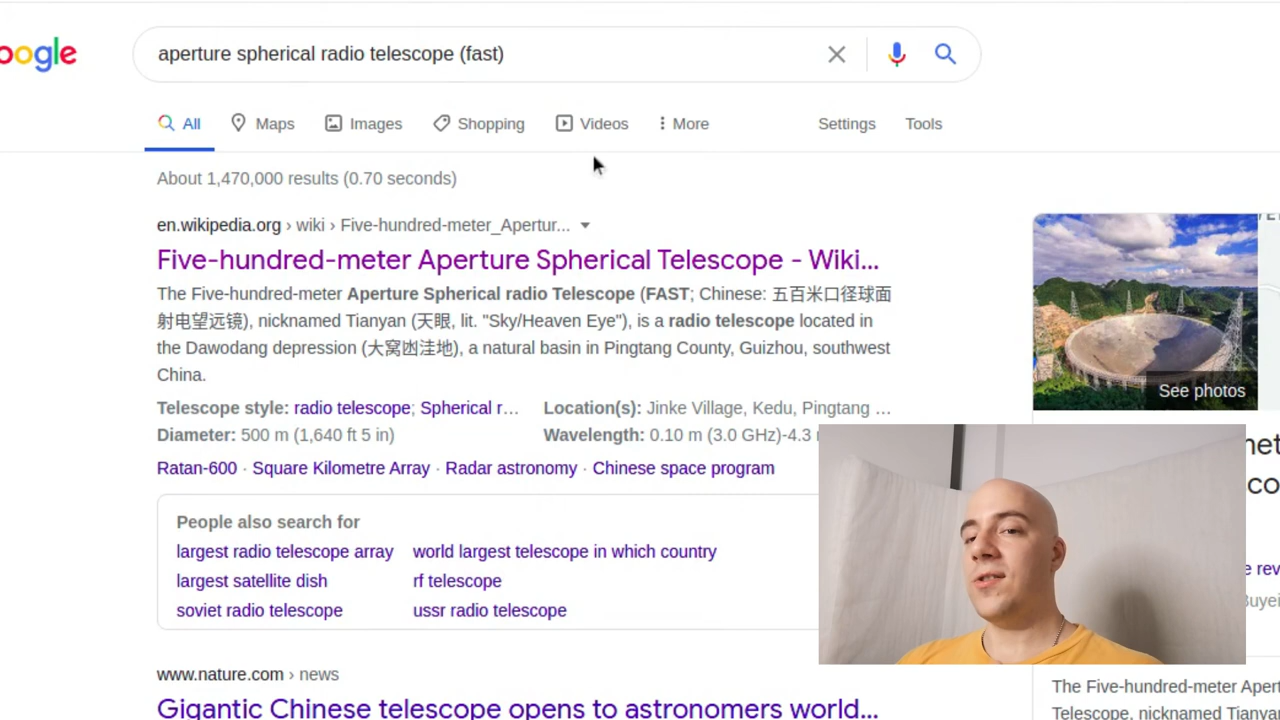 oogle
aperture spherical radio telescope (fast)
All Maps Images Shopping Videos More Settings Tools
About 1,470,000 results (0.70 seconds)
en.wikipedia.org › wiki › Five-hundred-meter_Apertur...
Five-hundred-meter Aperture Spherical Telescope - Wiki...
The Five-hundred-meter Aperture Spherical radio Telescope (FAST; Chinese: 五百米口径球面
射电望远镜), nicknamed Tianyan (天眼, lit. "Sky/Heaven Eye"), is a radio telescope located in
the Dawodang depression (大窝凼洼地), a natural basin in Pingtang County, Guizhou, southwest
China.
Telescope style: radio telescope; Spherical r... Location(s): Jinke Village, Kedu, Pingtang ...
Diameter: 500 m (1,640 ft 5 in) Wavelength: 0.10 m (3.0 GHz)-4.3
Ratan-600 · Square Kilometre Array · Radar astronomy · Chinese space program
People also search for
largest radio telescope array world largest telescope in which country
largest satellite dish rf telescope
soviet radio telescope ussr radio telescope
www.nature.com › news
Gigantic Chinese telescope opens to astronomers world...
See photos
net
co
e rev
The Five-hundred-meter Apert
Telescope, nicknamed Tianya